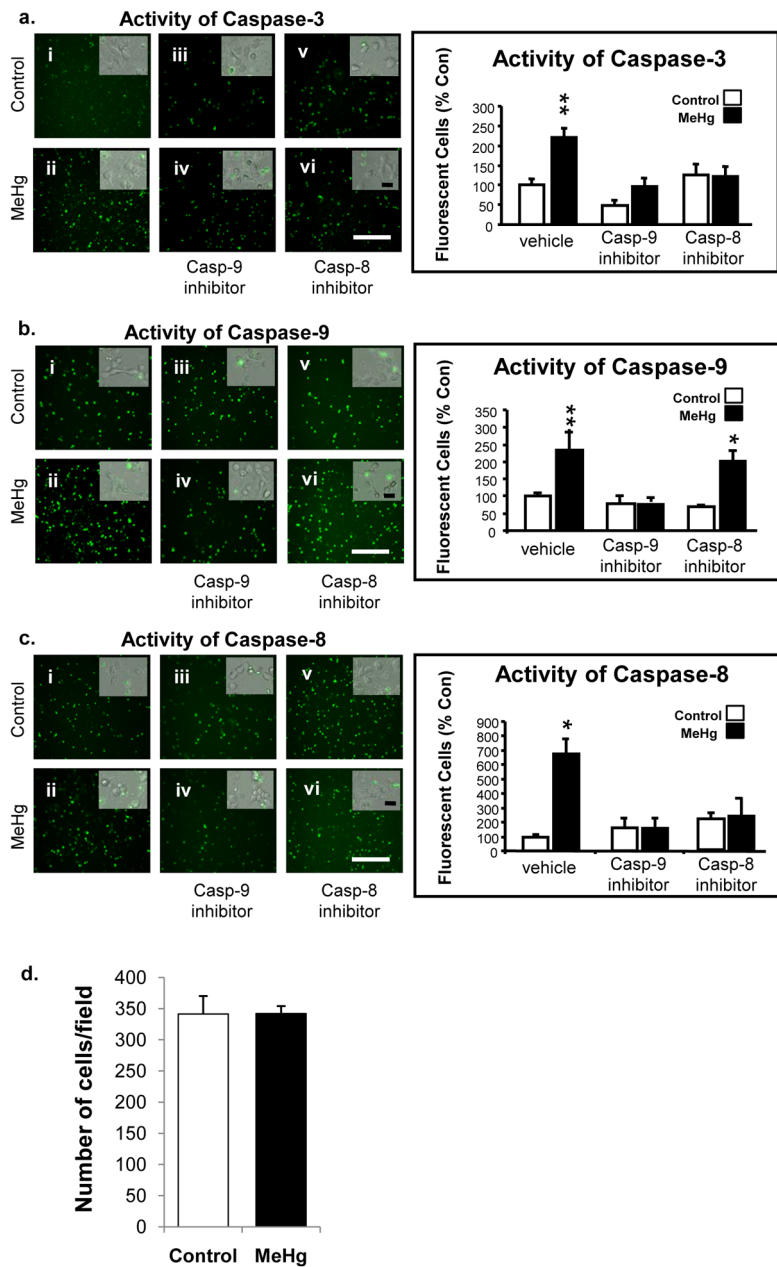 a.
Activity of Caspase-3
Control
i
iii
v
MeHg
ii
iv
vi
Casp-9
inhibitor
Casp-8
inhibitor
Activity of Caspase-3
Fluorescent Cells (% Con)
300
250
200
150
100
50
0
**
Control
MeHg
vehicle
Casp-9
inhibitor
Casp-8
inhibitor
b.
Activity of Caspase-9
Control
i
iii
v
MeHg
ii
iv
vi
Casp-9
inhibitor
Casp-8
inhibitor
Activity of Caspase-9
Fluorescent Cells (% Con)
350
300
250
200
150
100
50
0
**
*
Control
MeHg
vehicle
Casp-9
inhibitor
Casp-8
inhibitor
c.
Activity of Caspase-8
Control
i
iii
v
MeHg
ii
iv
vi
Casp-9
inhibitor
Casp-8
inhibitor
Activity of Caspase-8
Fluorescent Cells (% Con)
900
800
700
600
500
400
300
200
100
0
*
Control
MeHg
vehicle
Casp-9
inhibitor
Casp-8
inhibitor
d.
Number of cells/field
400
350
300
250
200
150
100
50
0
Control
MeHg